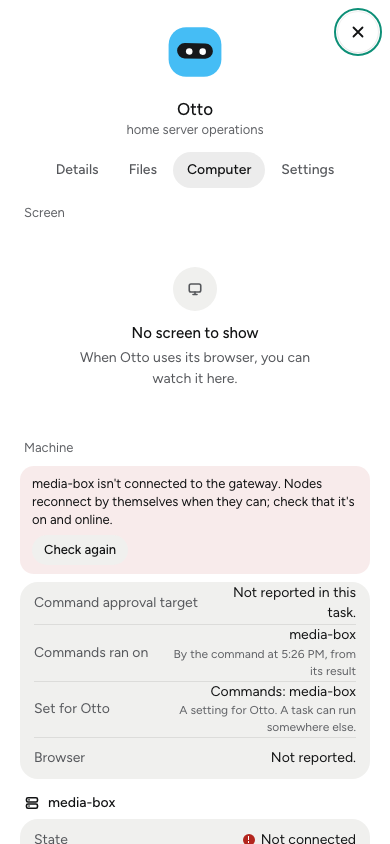 Otto
home server operations
Details Files Computer Settings
Screen
No screen to show
When Otto uses its browser, you can
watch it here.
Machine
media-box isn't connected to the gateway. Nodes
reconnect by themselves when they can; check that it's
on and online.
Check again
Command approval target Not reported in this
task.
Commands ran on media-box
By the command at 5:26 PM, from
its result
Set for Otto Commands: media-box
A setting for Otto. A task can run
somewhere else.
Browser Not reported.
media-box
State Not connected